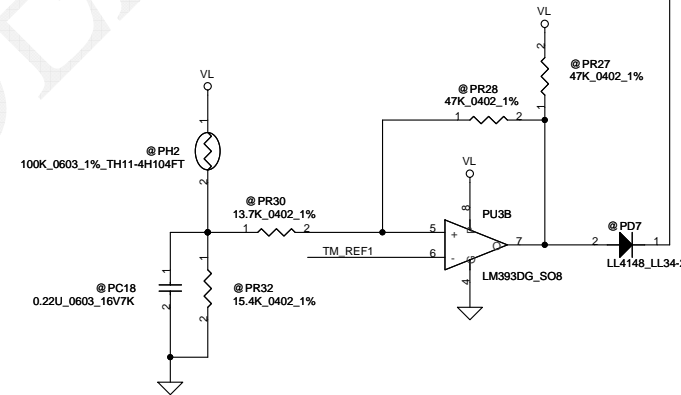 VL
@PR27
47K_0402_1%
2
1
@PR28
47K_0402_1%
1
2
VL
1
@PH2
100K_0603_1%_TH11-4H104FT
2
VL
8
PU3B
@PR30
13.7K_0402_1%
1
2
5
+
6
-
O
7
P
G
TM_REF1
LM393DG_SO8
4
@PD7
2
1
LL4148_LL34-2
1
@PC18
0.22U_0603_16V7K
2
1
@PR32
15.4K_0402_1%
2